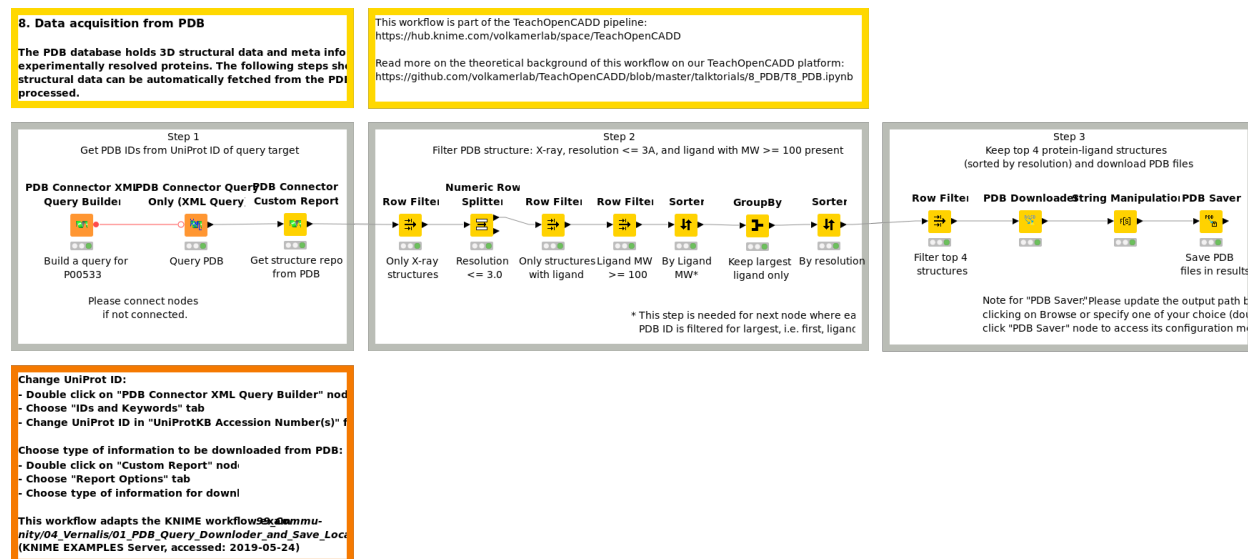 8. Data acquisition from PDB
The PDB database holds 3D structural data and meta info
experimentally resolved proteins. The following steps sh
structural data can be automatically fetched from the PD
processed.
This workflow is part of the TeachOpenCADD pipeline:
https://hub.knime.com/volkamerlab/space/TeachOpenCADD
Read more on the theoretical background of this workflow on our TeachOpenCADD platform:
https://github.com/volkamerlab/TeachOpenCADD/blob/master/talktorials/8_PDB/T8_PDB.ipynb
Step 1
Get PDB IDs from UniProt ID of query target
PDB Connector XML
Query Builder
Build a query for
P00533
PDB Connector Query
Only (XML Query)
Query PDB
PDB Connector
Custom Report
Get structure repo
from PDB
Please connect nodes
if not connected.
Step 2
Filter PDB structure: X-ray, resolution <= 3A, and ligand with MW >= 100 present
Row Filter
Only X-ray
structures
Numeric Row
Splitter
Resolution
<= 3.0
Row Filter
Only structures
with ligand
Row Filter
Ligand MW
>= 100
Sorter
By Ligand
MW*
GroupBy
Keep largest
ligand only
Sorter
By resolution
* This step is needed for next node where ea
PDB ID is filtered for largest, i.e. first, ligand
Step 3
Keep top 4 protein-ligand structures
(sorted by resolution) and download PDB files
Row Filter
Filter top 4
structures
PDB Downloader
String Manipulation
PDB Saver
Save PDB
files in results
Note for "PDB Saver" Please update the output path b
clicking on Browse or specify one of your choice (dou
click "PDB Saver" node to access its configuration m
Change UniProt ID:
- Double click on "PDB Connector XML Query Builder" nod
- Choose "IDs and Keywords" tab
- Change UniProt ID in "UniProtKB Accession Number(s)" f
Choose type of information to be downloaded from PDB:
- Double click on "Custom Report" node
- Choose "Report Options" tab
- Choose type of information for downl
This workflow adapts the KNIME workflow
nity/04_Vernalis/01_PDB_Query_Downloder_and_Save_Loca
(KNIME EXAMPLES Server, accessed: 2019-05-24)